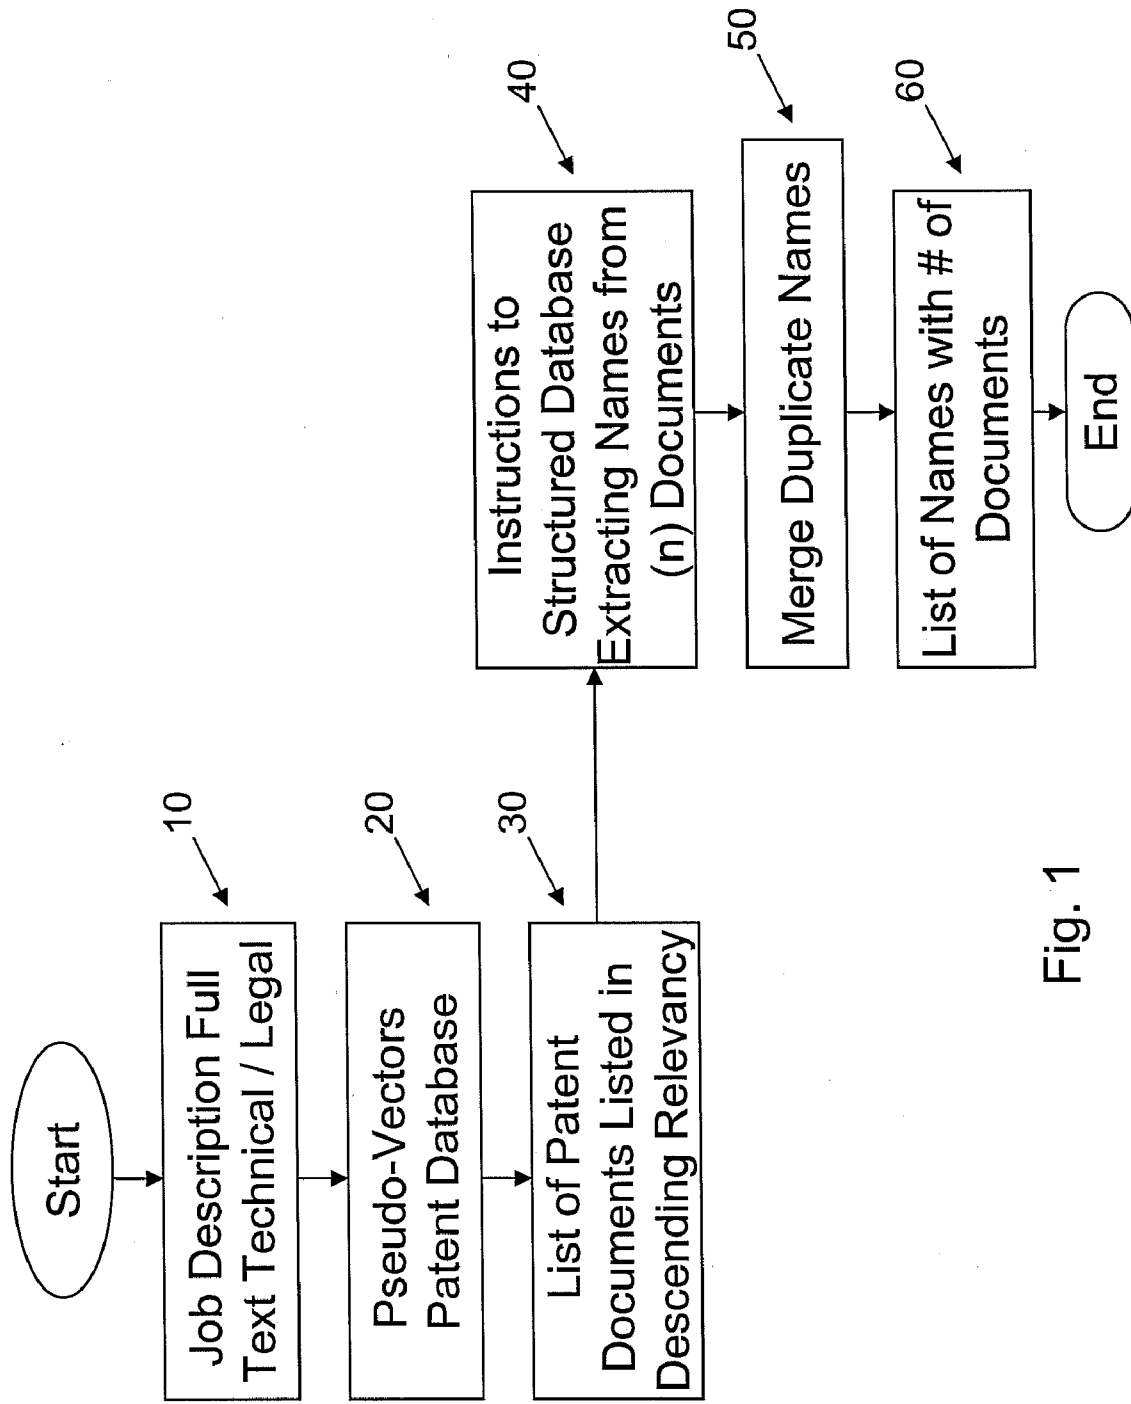 Start
Job Description Full
Text Technical / Legal
10
Pseudo-Vectors
Patent Database
20
List of Patent
Documents Listed in
Descending Relevancy
30
Instructions to
Structured Database
Extracting Names from
(n) Documents
40
Merge Duplicate Names
50
List of Names with # of
Documents
60
End
Fig. 1